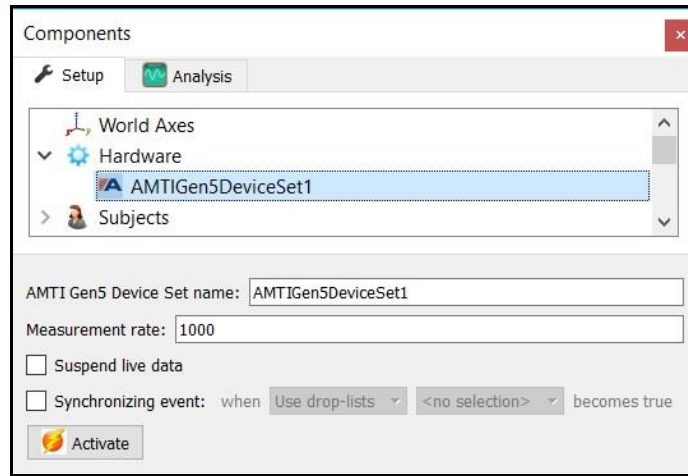 Components
Setup Analysis
World Axes
Hardware
AMTIGen5DeviceSet1
Subjects
AMTI Gen5 Device Set name: AMTIGen5DeviceSet1
Measurement rate: 1000
Suspend live data
Synchronizing event: when Use drop-lists <no selection> becomes true
Activate